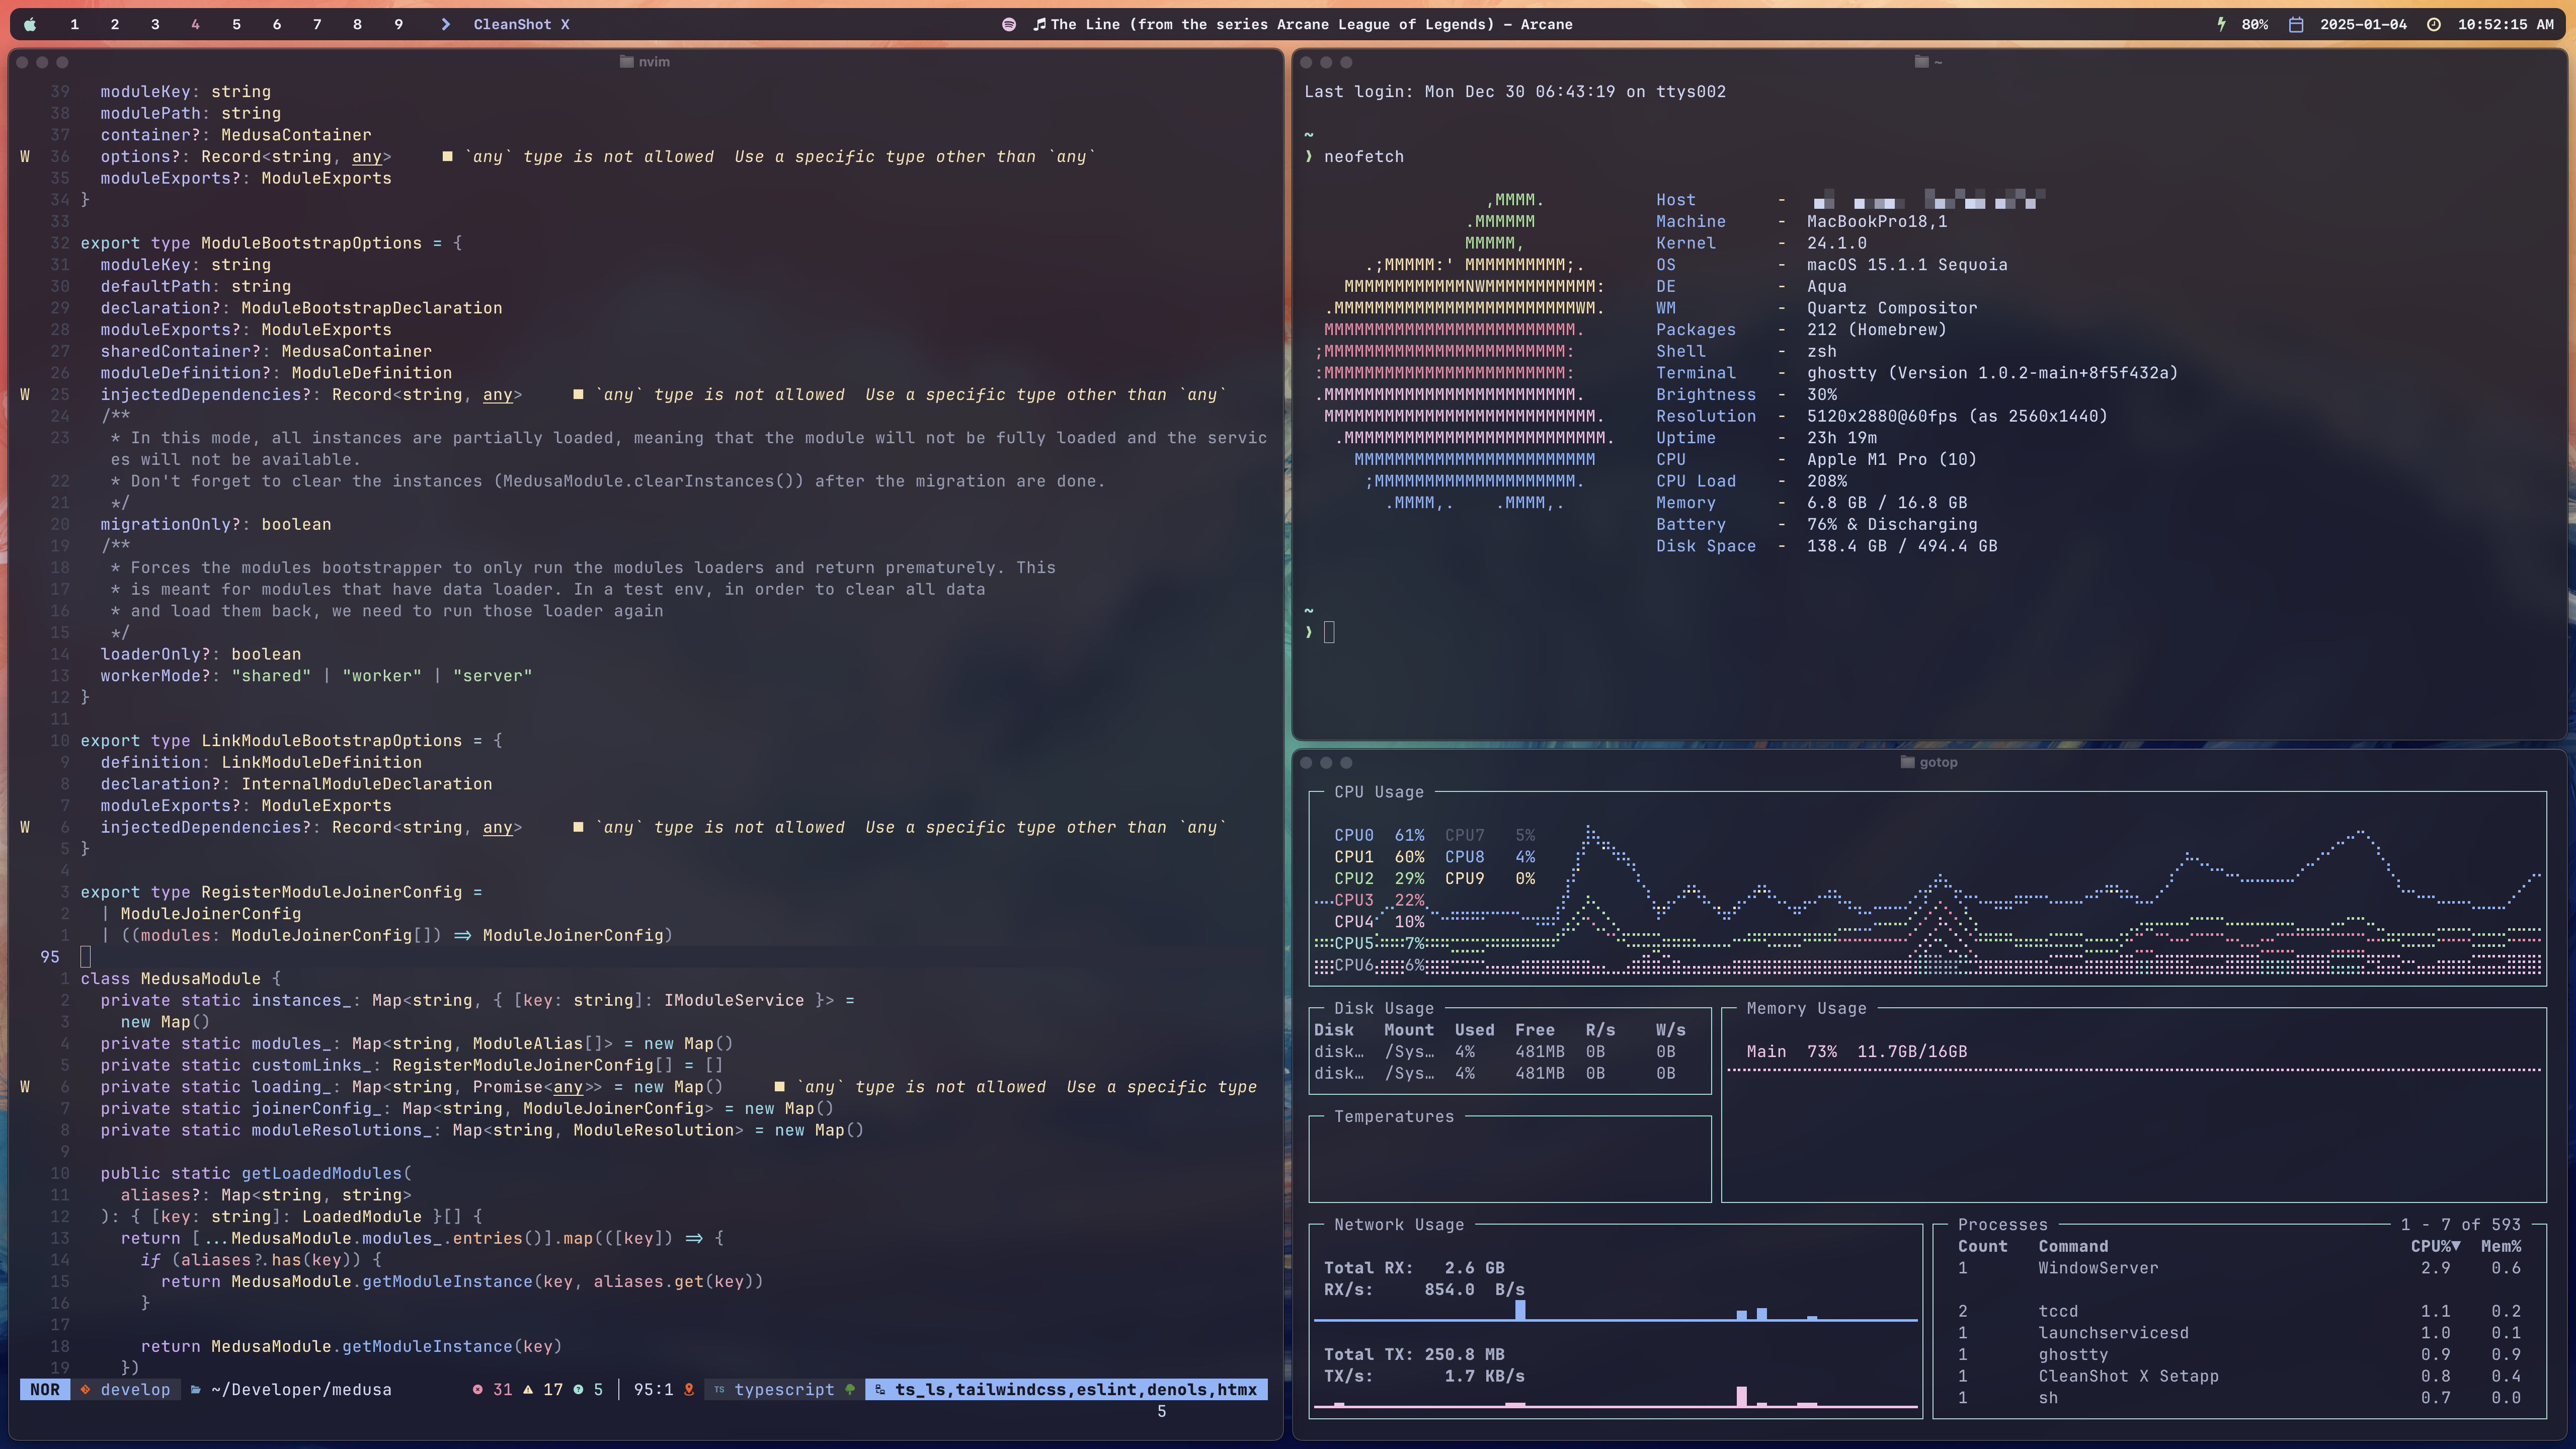 1 2 3 4 5 6 7 8 9 CleanShot X
The Line (from the series Arcane League of Legends) – Arcane
80% 2025-01-04 10:52:15 AM
nvim
39 moduleKey: string
38 modulePath: string
37 container?: MedusaContainer
W 36 options?: Record<string, any> ■ `any` type is not allowed Use a specific type other than `any`
35 moduleExports?: ModuleExports
34 }
33
32 export type ModuleBootstrapOptions = {
31 moduleKey: string
30 defaultPath: string
29 declaration?: ModuleBootstrapDeclaration
28 moduleExports?: ModuleExports
27 sharedContainer?: MedusaContainer
26 moduleDefinition?: ModuleDefinition
W 25 injectedDependencies?: Record<string, any> ■ `any` type is not allowed Use a specific type other than `any`
24 /**
23 * In this mode, all instances are partially loaded, meaning that the module will not be fully loaded and the servic
es will not be available.
22 * Don't forget to clear the instances (MedusaModule.clearInstances()) after the migration are done.
21 */
20 migrationOnly?: boolean
19 /**
18 * Forces the modules bootstrapper to only run the modules loaders and return prematurely. This
17 * is meant for modules that have data loader. In a test env, in order to clear all data
16 * and load them back, we need to run those loader again
15 */
14 loaderOnly?: boolean
13 workerMode?: "shared" | "worker" | "server"
12 }
11
10 export type LinkModuleBootstrapOptions = {
9 definition: LinkModuleDefinition
8 declaration?: InternalModuleDeclaration
7 moduleExports?: ModuleExports
W 6 injectedDependencies?: Record<string, any> ■ `any` type is not allowed Use a specific type other than `any`
5 }
4
3 export type RegisterModuleJoinerConfig =
2 | ModuleJoinerConfig
1 | ((modules: ModuleJoinerConfig[]) => ModuleJoinerConfig)
95
1 class MedusaModule {
2 private static instances_: Map<string, { [key: string]: IModuleService }> =
3 new Map()
4 private static modules_: Map<string, ModuleAlias[]> = new Map()
5 private static customLinks_: RegisterModuleJoinerConfig[] = []
W 6 private static loading_: Map<string, Promise<any>> = new Map() ■ `any` type is not allowed Use a specific type
7 private static joinerConfig_: Map<string, ModuleJoinerConfig> = new Map()
8 private static moduleResolutions_: Map<string, ModuleResolution> = new Map()
9
10 public static getLoadedModules(
11 aliases?: Map<string, string>
12 ): { [key: string]: LoadedModule }[] {
13 return [...MedusaModule.modules_.entries()].map(([key]) => {
14 if (aliases?.has(key)) {
15 return MedusaModule.getModuleInstance(key, aliases.get(key))
16 }
17
18 return MedusaModule.getModuleInstance(key)
19 })
NOR develop ~/Developer/medusa 31 17 5 | 95:1 TS typescript ts_ls,tailwindcss,eslint,denols,htmx
5
~
Last login: Mon Dec 30 06:43:19 on ttys002
~
❯ neofetch
,MMMM. Host -
.MMMMMM Machine - MacBookPro18,1
MMMMM, Kernel - 24.1.0
.;MMMMM:' MMMMMMMMMM;. OS - macOS 15.1.1 Sequoia
MMMMMMMMMMMMNWMMMMMMMMMMM: DE - Aqua
.MMMMMMMMMMMMMMMMMMMMMMMMWM. WM - Quartz Compositor
MMMMMMMMMMMMMMMMMMMMMMMMM. Packages - 212 (Homebrew)
;MMMMMMMMMMMMMMMMMMMMMMMM: Shell - zsh
:MMMMMMMMMMMMMMMMMMMMMMMM: Terminal - ghostty (Version 1.0.2-main+8f5f432a)
.MMMMMMMMMMMMMMMMMMMMMMMMM. Brightness - 30%
MMMMMMMMMMMMMMMMMMMMMMMMMMM. Resolution - 5120x2880@60fps (as 2560x1440)
.MMMMMMMMMMMMMMMMMMMMMMMMMM. Uptime - 23h 19m
MMMMMMMMMMMMMMMMMMMMMMMM CPU - Apple M1 Pro (10)
;MMMMMMMMMMMMMMMMMMMM. CPU Load - 208%
.MMMM,. .MMMM,. Memory - 6.8 GB / 16.8 GB
Battery - 76% & Discharging
Disk Space - 138.4 GB / 494.4 GB
~
❯
gotop
CPU Usage
CPU0 61% CPU7 5%
CPU1 60% CPU8 4%
CPU2 29% CPU9 0%
CPU3 22%
CPU4 10%
CPU5 7%
CPU6 6%
Disk Usage
Disk Mount Used Free R/s W/s
disk… /Sys… 4% 481MB 0B 0B
disk… /Sys… 4% 481MB 0B 0B
Memory Usage
Main 73% 11.7GB/16GB
Temperatures
Network Usage
Total RX: 2.6 GB
RX/s: 854.0 B/s
Total TX: 250.8 MB
TX/s: 1.7 KB/s
Processes 1 - 7 of 593
Count Command CPU%▼ Mem%
1 WindowServer 2.9 0.6
2 tccd 1.1 0.2
1 launchservicesd 1.0 0.1
1 ghostty 0.9 0.9
1 CleanShot X Setapp 0.8 0.4
1 sh 0.7 0.0